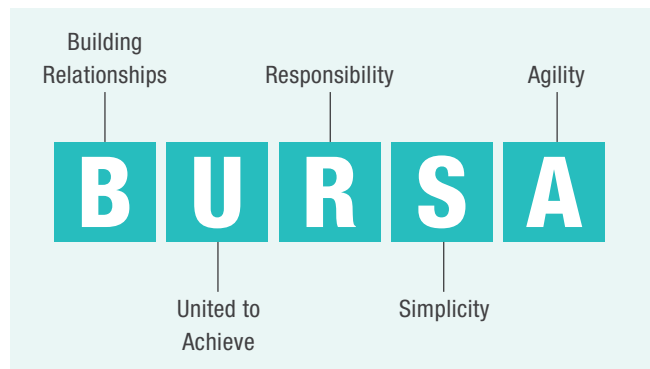 Building
Relationships
Responsibility
Agility
B U R S A
United to
Achieve
Simplicity